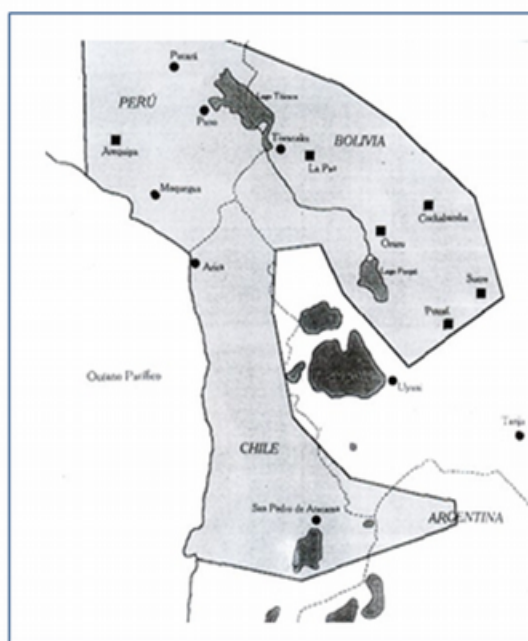 Pucará
PERÚ
Lago Titicaca
Puno
Arequipa
Tiwanaku
BOLIVIA
La Paz
Moquegua
Cochabamba
Oruro
Arica
Lago Poopó
Sucre
Potosí
Océano Pacífico
Uyuni
Tarija
CHILE
San Pedro de Atacama
ARGENTINA